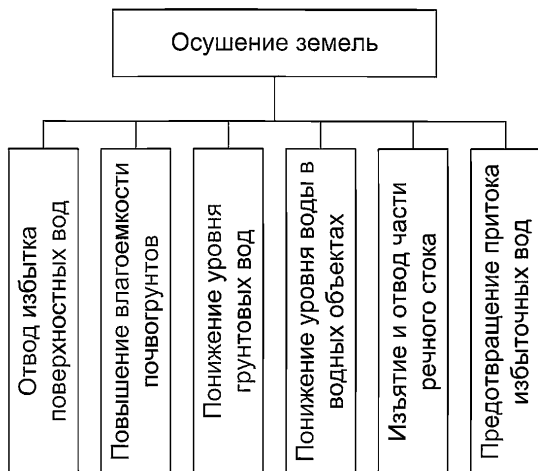 Осушение земель
Отвод избытка
поверхностных вод
Повышение влагоемкости
почвогрунтов
Понижение уровня
грунтовых вод
Понижение уровня воды в
водных объектах
Изъятие и отвод части
речного стока
Предотвращение притока
избыточных вод